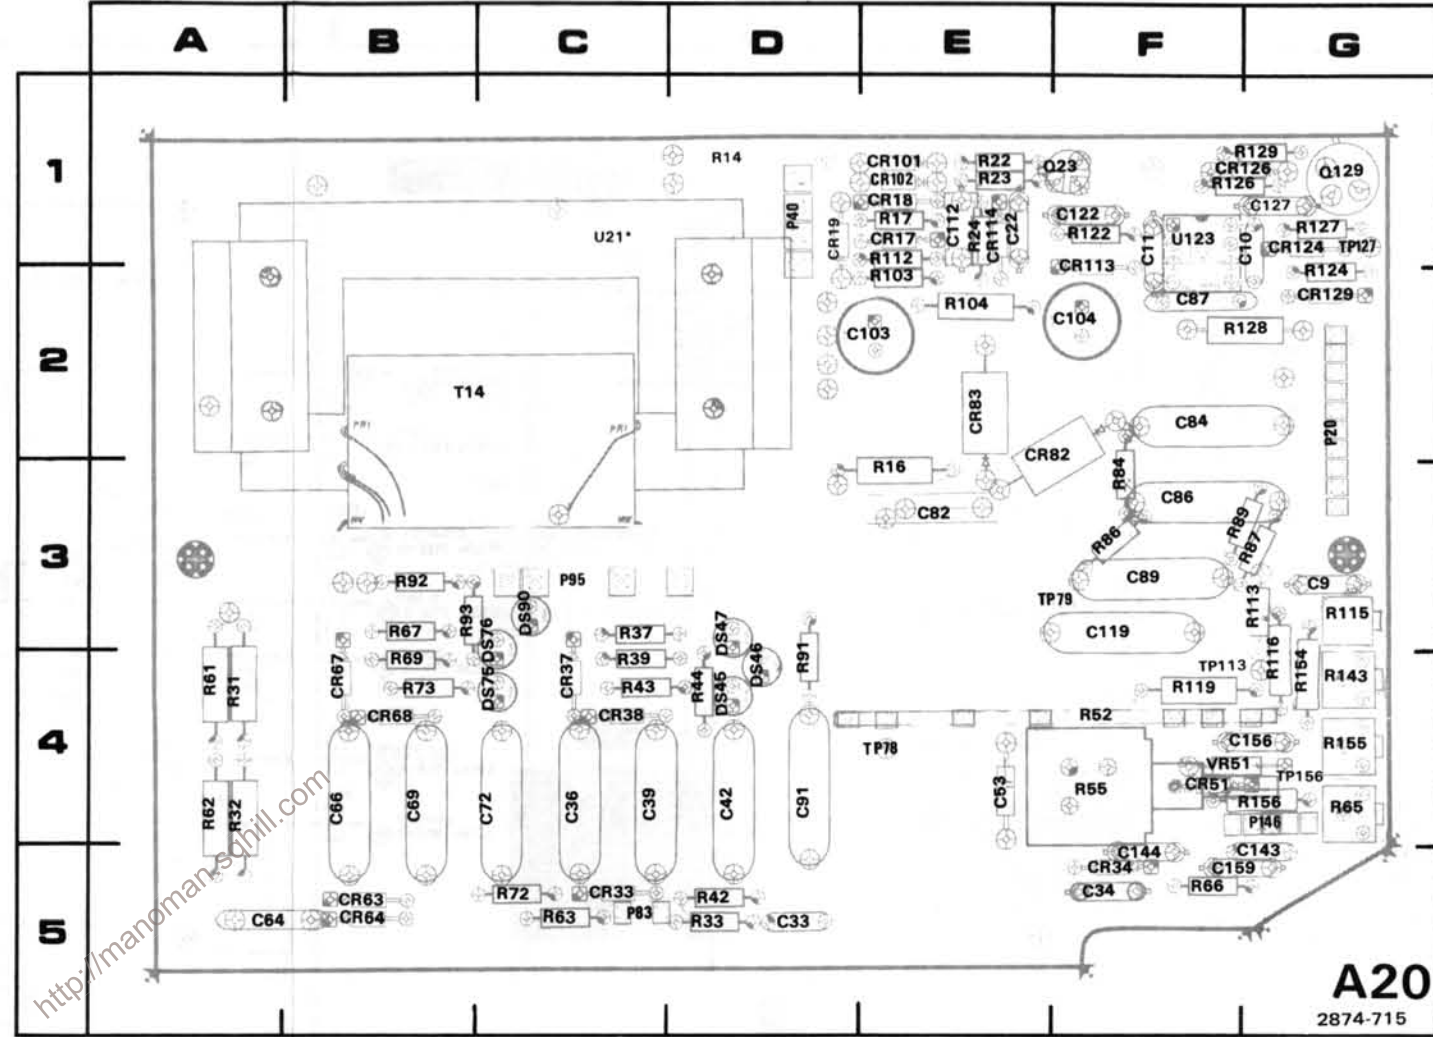 A B C D E F G
1
R14
CR101 R22 Q23 R129
CR102 R23 CR126 Q129
R126
CR18 C127
P40 R17 C112 R24 CR114 C22 C122
CR19 CR17 R122 C11 U123 C10 R127
U21* CR124 TP127
R112
R103 CR113 R124
C87 CR129
R104
C103 C104 R128
2
T14
CR83
C84
P20
CR82
R16 R84
C86
C82 R89
R86 R87
3
R92 P95 C89 C9
TP79
R93 DS90 R113 R115
R67 DS76 R37 DS47 C119
R69 R39 DS46 R91 R116 R154
TP113
R61 R31 CR67 R73 DS75 CR37 R43 R44 DS45 R119 R143
CR68 CR38 R52
4
TP78 C156 R155
VR51 TP156
R62 R32 C66 C69 C72 C36 C39 C42 C91 C53 R55 CR51
R156 R65
P146
C144 C143
CR34 C159
R72 CR33 R42 C34 R66
CR63
C64 CR64 R63 P83 R33 C33
5
A20
2874-715
http://manoman.sqhill.com